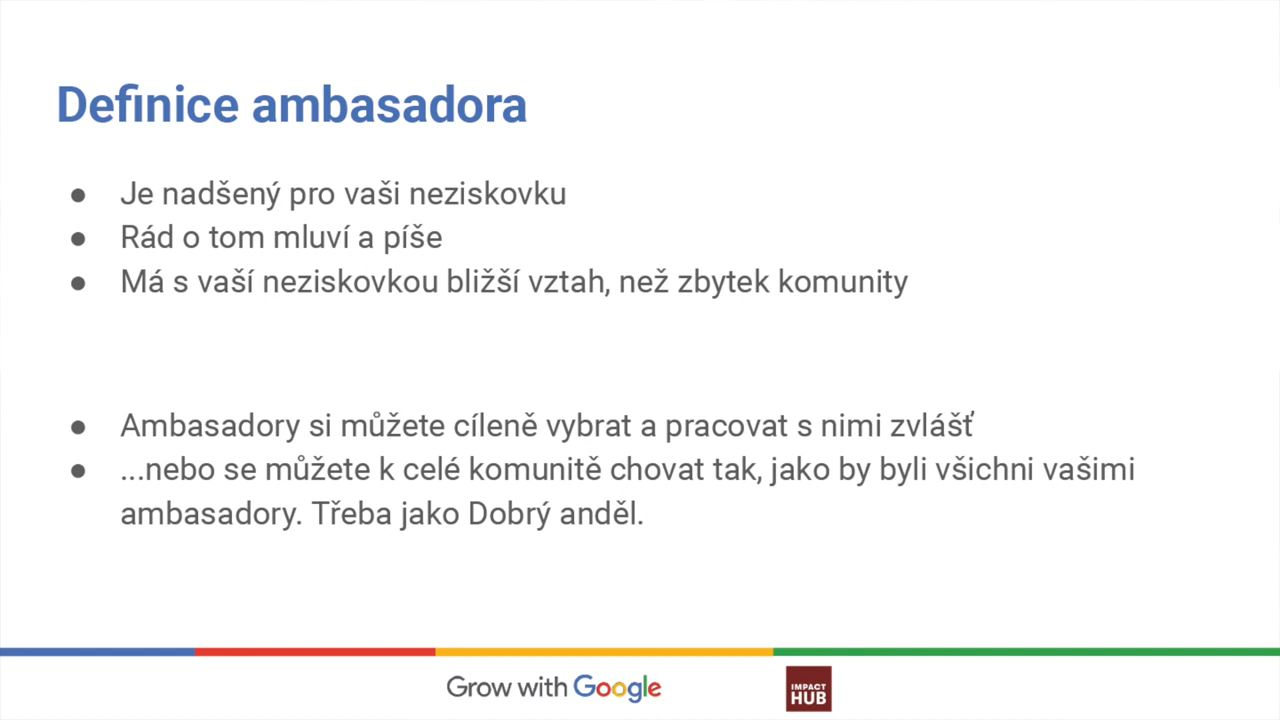 Definice ambasadora
● Je nadšený pro vaši neziskovku
● Rád o tom mluví a píše
● Má s vaší neziskovkou bližší vztah, než zbytek komunity
● Ambasadory si můžete cíleně vybrat a pracovat s nimi zvlášť
● ...nebo se můžete k celé komunitě chovat tak, jako by byli všichni vašimi
ambasadory. Třeba jako Dobrý anděl.
Grow with Google
IMPACT
HUB